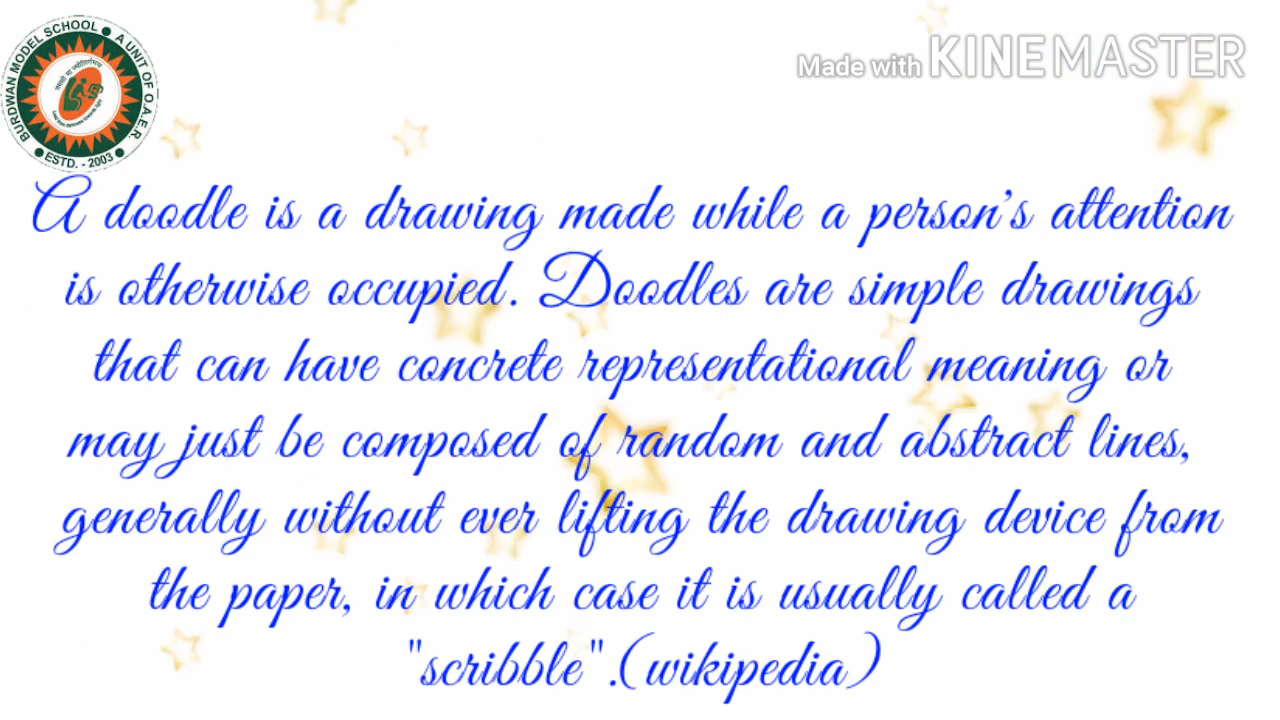 BURDWAN MODEL SCHOOL ● A UNIT OF O.A.E.R.
● ESTD. - 2003 ●
Made with KINEMASTER
A doodle is a drawing made while a person's attention
is otherwise occupied. Doodles are simple drawings
that can have concrete representational meaning or
may just be composed of random and abstract lines,
generally without ever lifting the drawing device from
the paper, in which case it is usually called a
"scribble".(wikipedia)